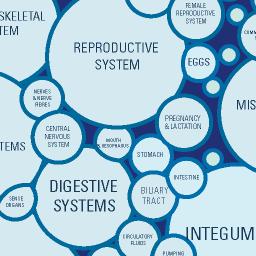 SKELETAL
TEM
FEMALE
REPRODUCTIVE
SYSTEM
REPRODUCTIVE
SYSTEM
EGGS
NERVES
& NERVE
FIBRES
MIS
PREGNANCY
& LACTATION
CENTRAL
NERVOUS
SYSTEM
MOUTH
& ESOPHAGUS
TEMS
STOMACH
INTESTINE
DIGESTIVE
SYSTEMS
BILIARY
TRACT
SENSE
ORGANS
INTEGUM
CIRCULATORY
FLUIDS
PUMPING